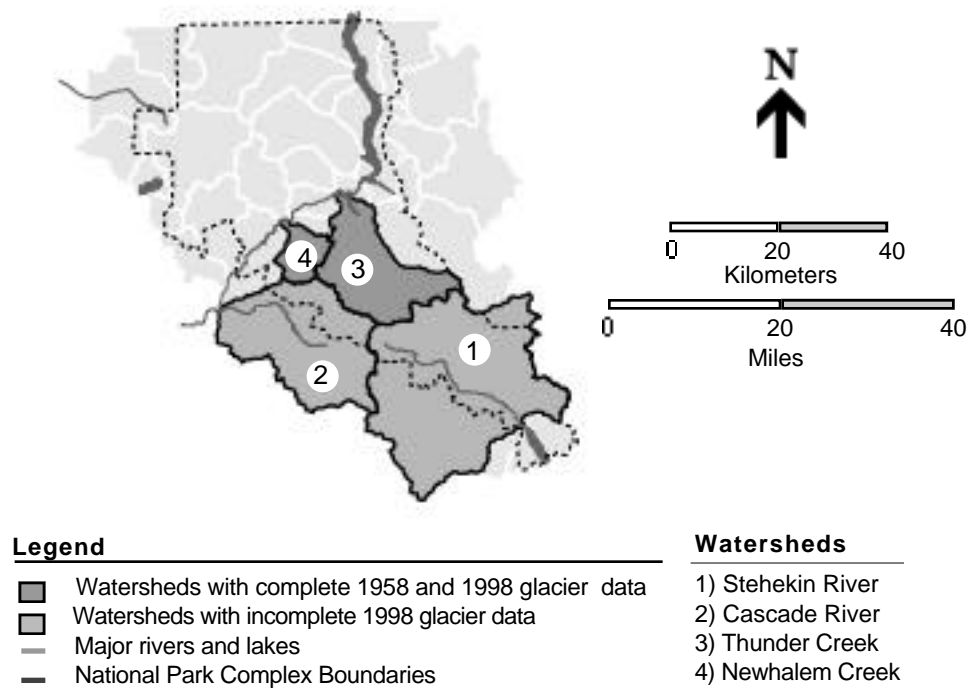 N
0 20 40
Kilometers
0 20 40
Miles
4
3
1
2
Legend
Watersheds with complete 1958 and 1998 glacier data
Watersheds with incomplete 1998 glacier data
Major rivers and lakes
National Park Complex Boundaries
Watersheds
1) Stehekin River
2) Cascade River
3) Thunder Creek
4) Newhalem Creek